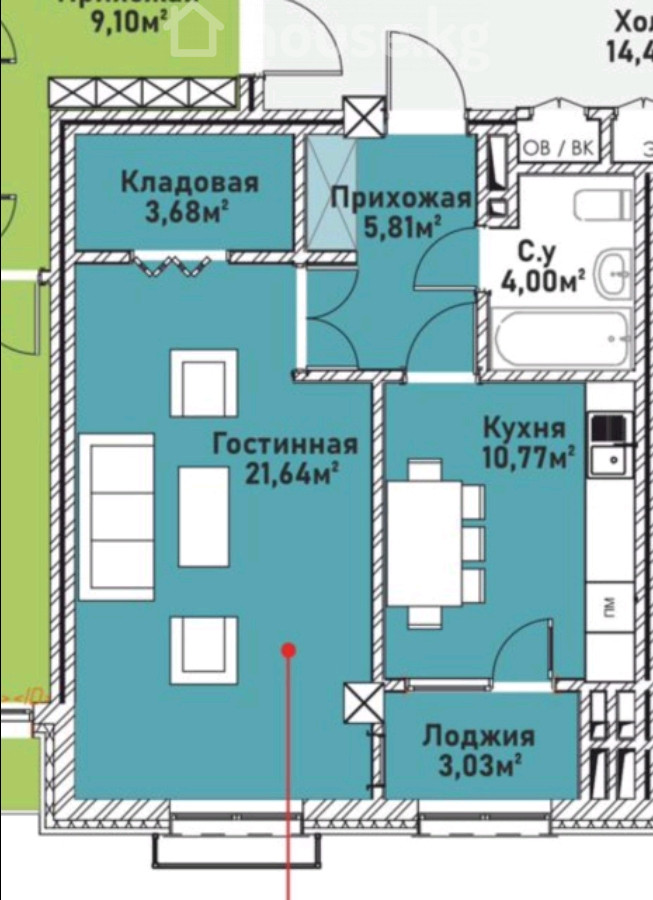 9,10м²
house.kg
Хол
14,4
ОВ / ВК
Э
Кладовая
3,68м²
Прихожая
5,81м²
С.у
4,00м²
Гостинная
21,64м²
Кухня
10,77м²
ПМ
Лоджия
3,03м²